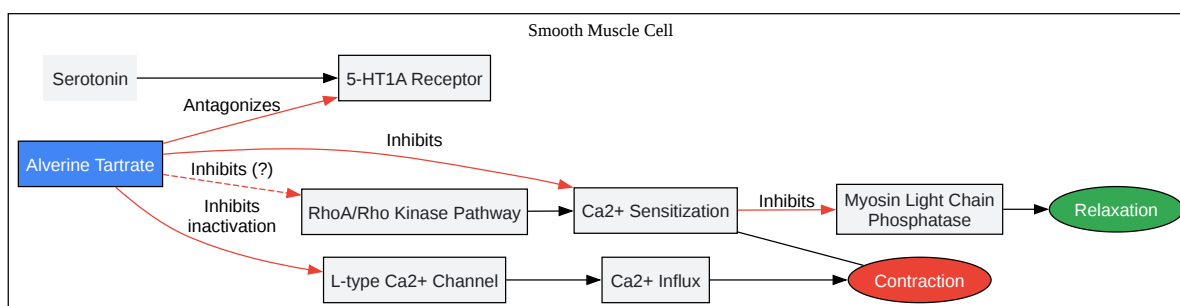 Smooth Muscle Cell
Serotonin
5-HT1A Receptor
Antagonizes
Inhibits
Alverine Tartrate
Inhibits (?)
RhoA/Rho Kinase Pathway
Ca2+ Sensitization
Inhibits
Myosin Light Chain
Phosphatase
Relaxation
Inhibits
inactivation
L-type Ca2+ Channel
Ca2+ Influx
Contraction